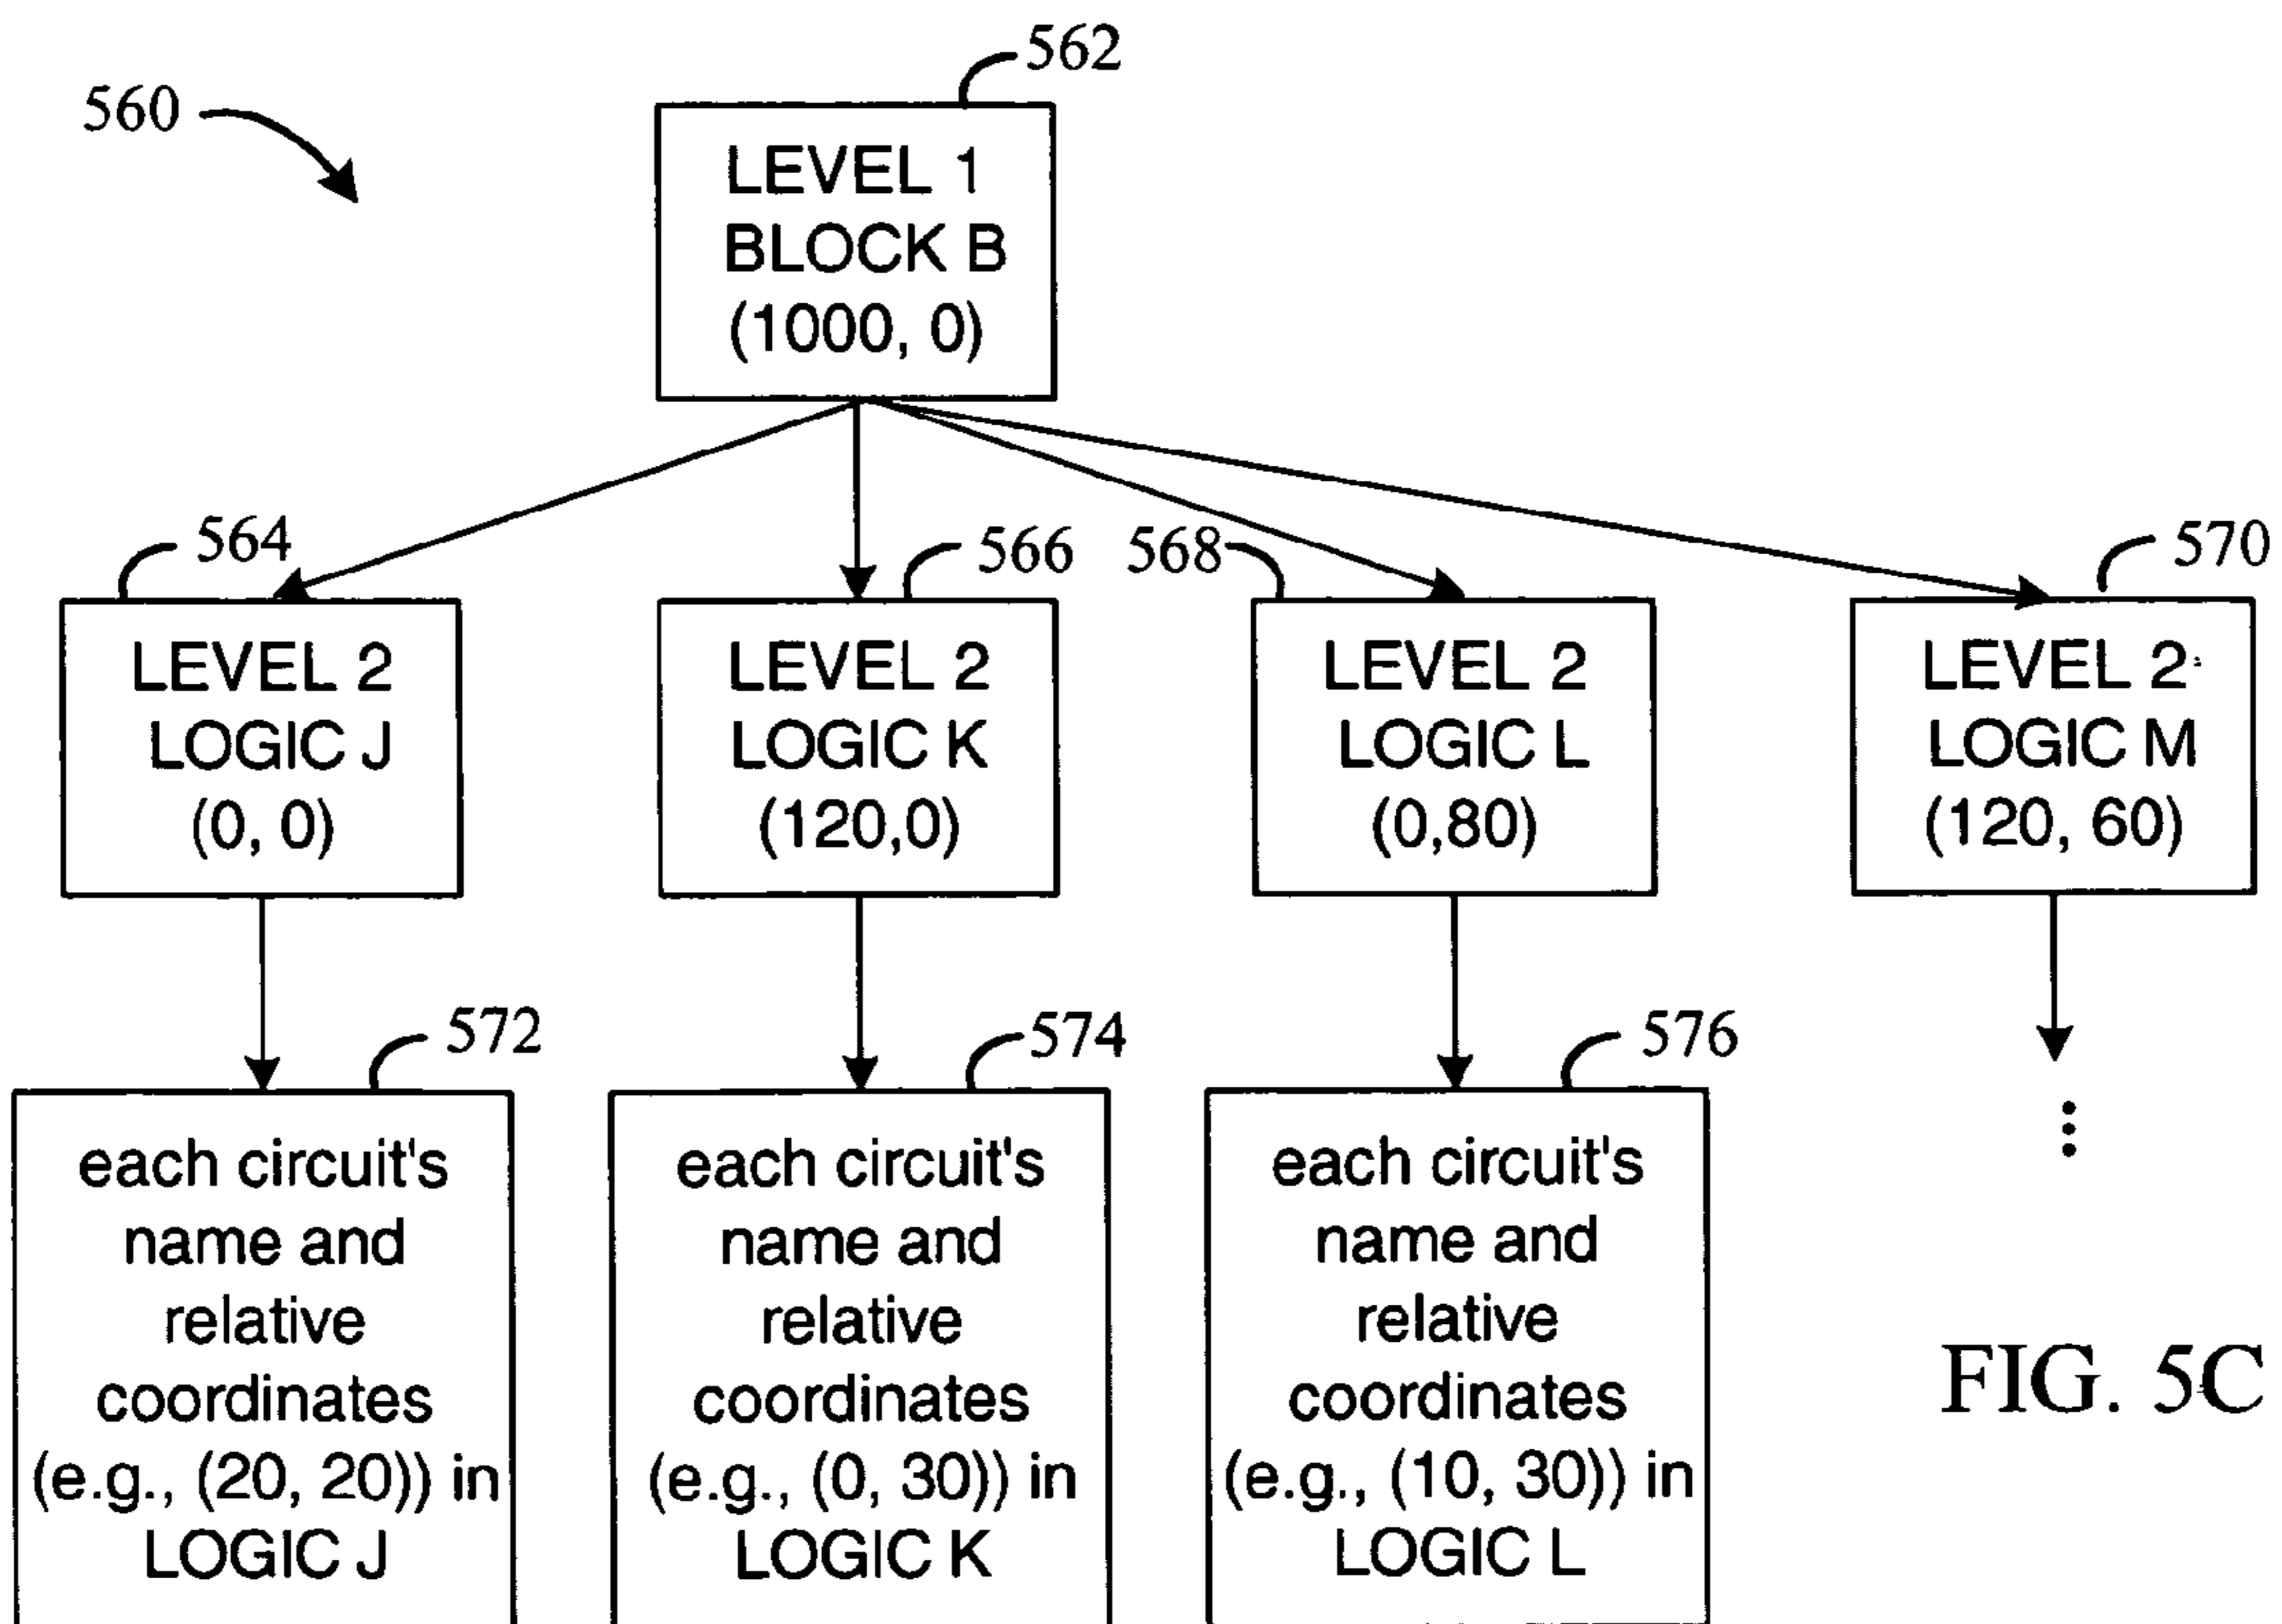 562
560
LEVEL 1
BLOCK B
(1000, 0)
564
566
568
570
LEVEL 2
LOGIC J
(0, 0)
LEVEL 2
LOGIC K
(120,0)
LEVEL 2
LOGIC L
(0,80)
LEVEL 2
LOGIC M
(120, 60)
572
574
576
each circuit's
name and
relative
coordinates
(e.g., (20, 20)) in
LOGIC J
each circuit's
name and
relative
coordinates
(e.g., (0, 30)) in
LOGIC K
each circuit's
name and
relative
coordinates
(e.g., (10, 30)) in
LOGIC L
⋮
FIG. 5C